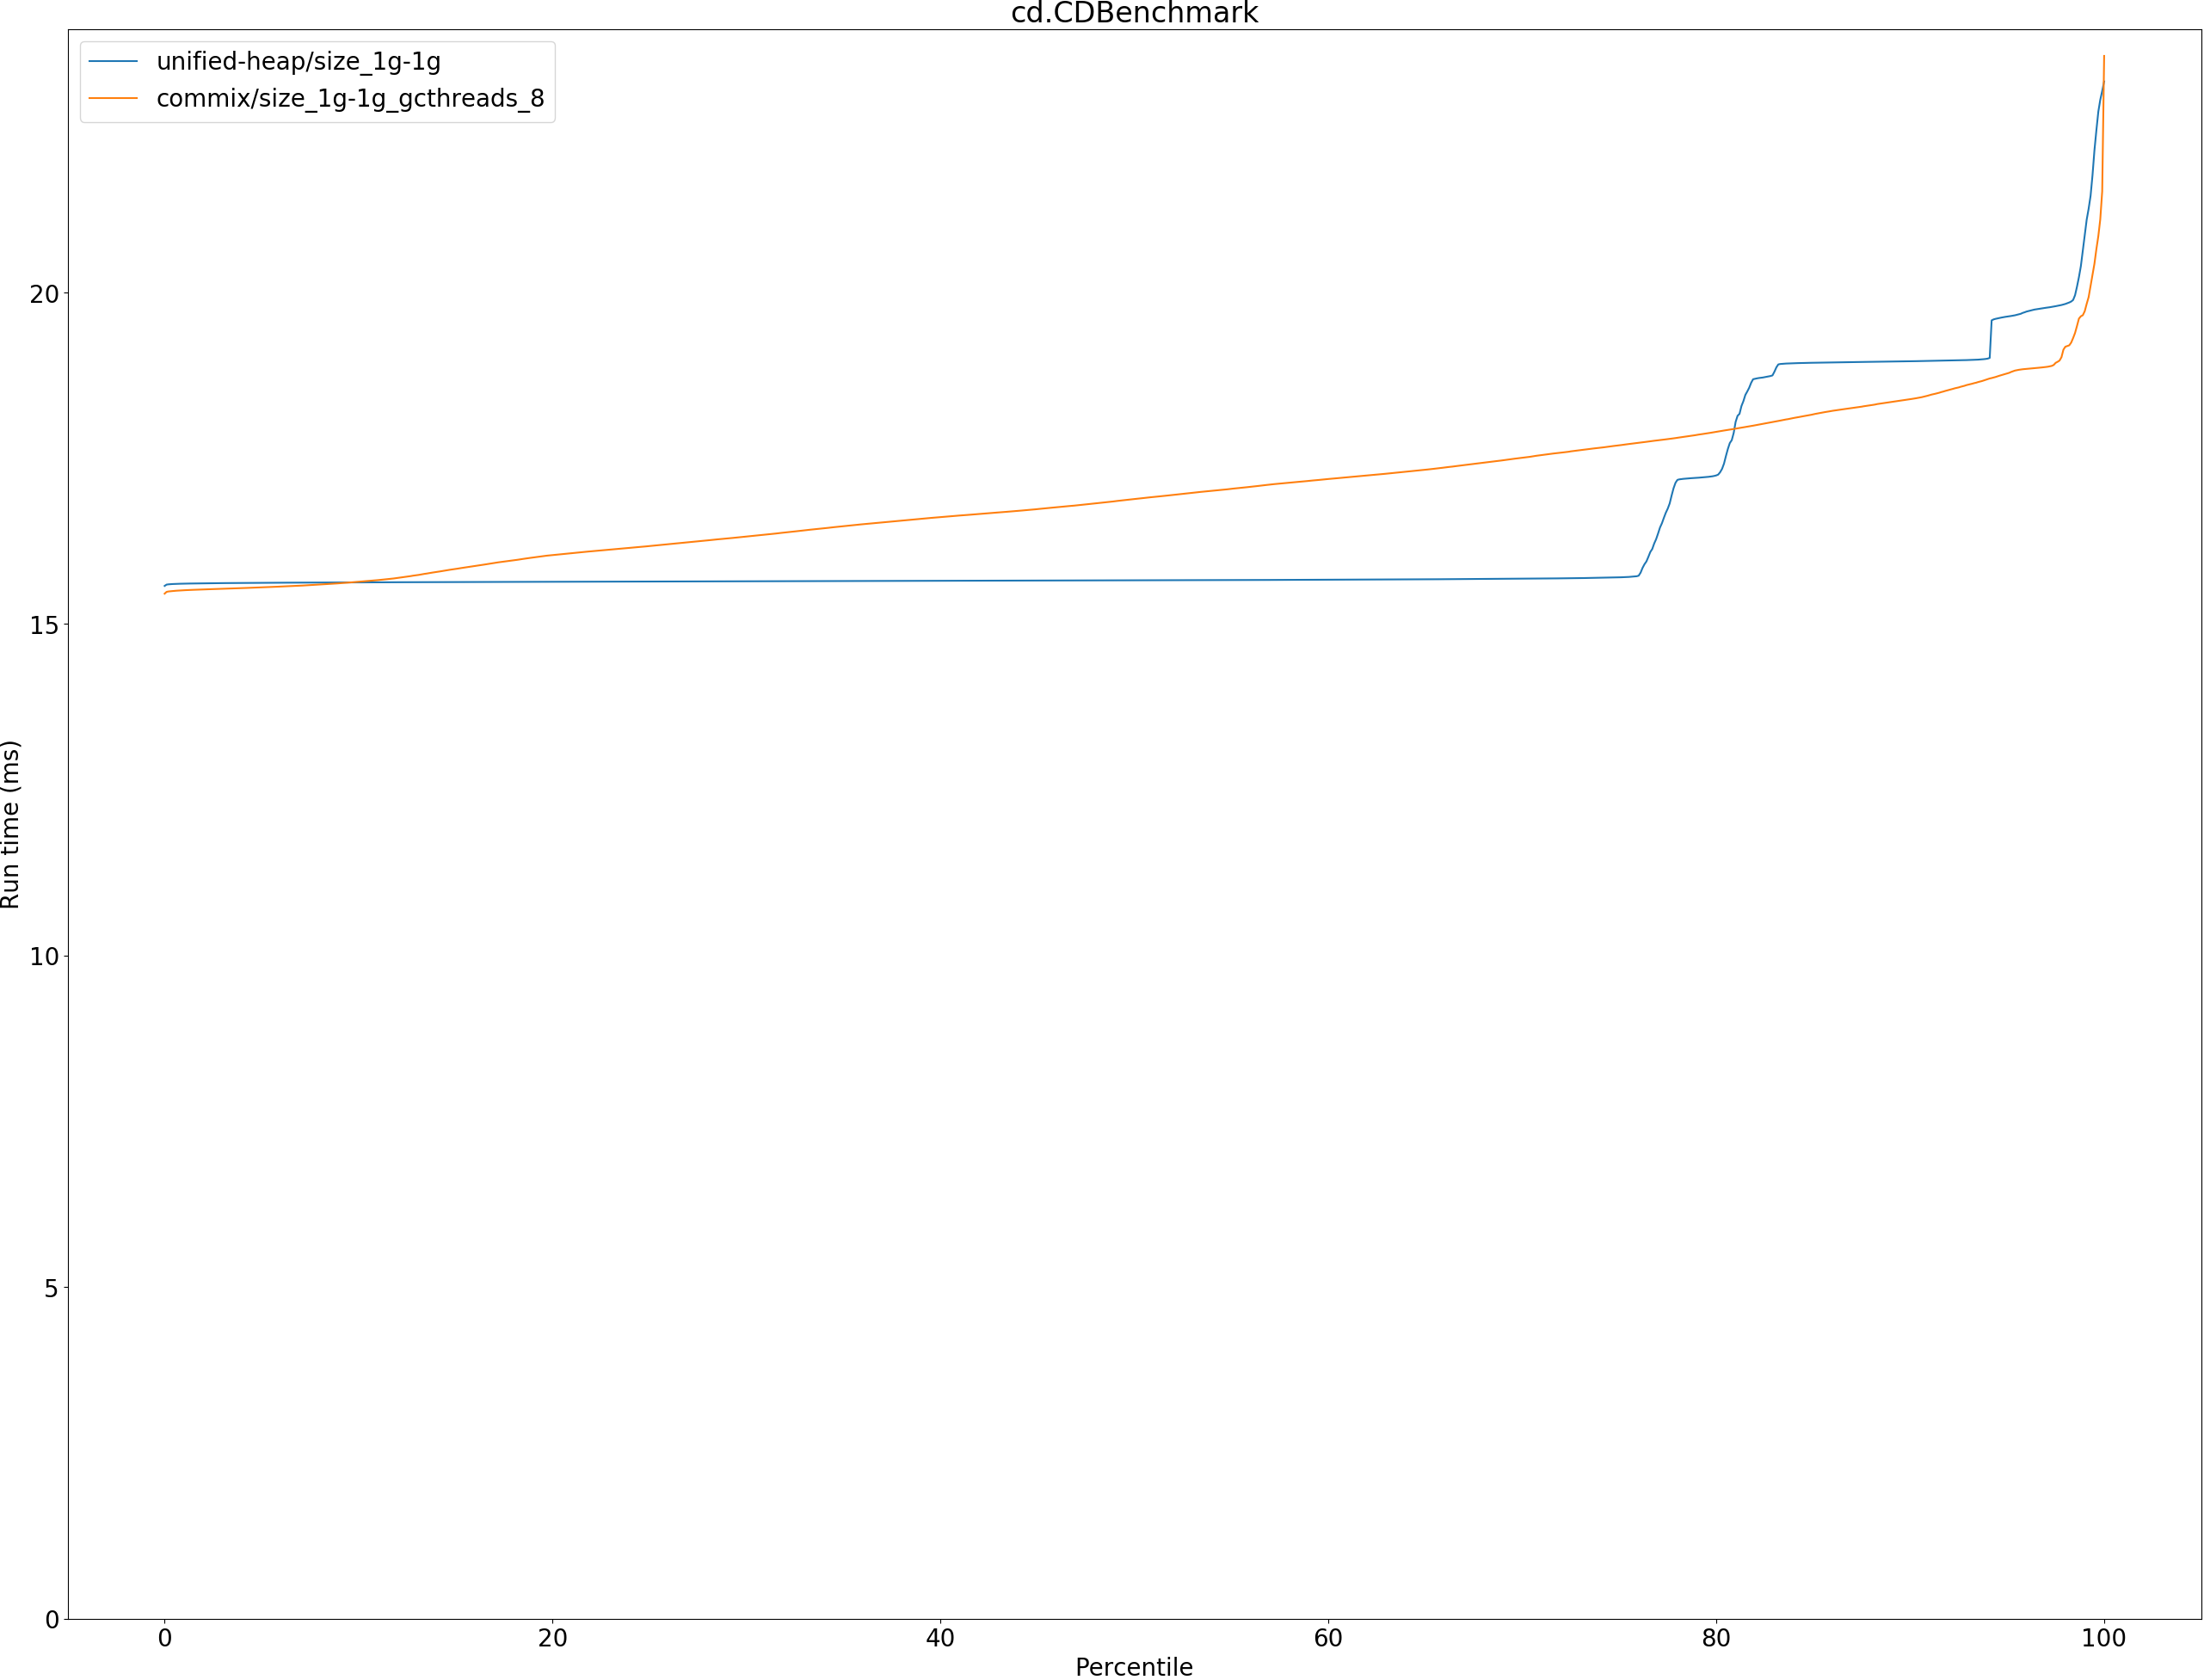 cd.CDBenchmark
unified-heap/size_1g-1g
commix/size_1g-1g_gcthreads_8
Run time (ms)
20
15
10
5
0
0 20 40 60 80 100
Percentile